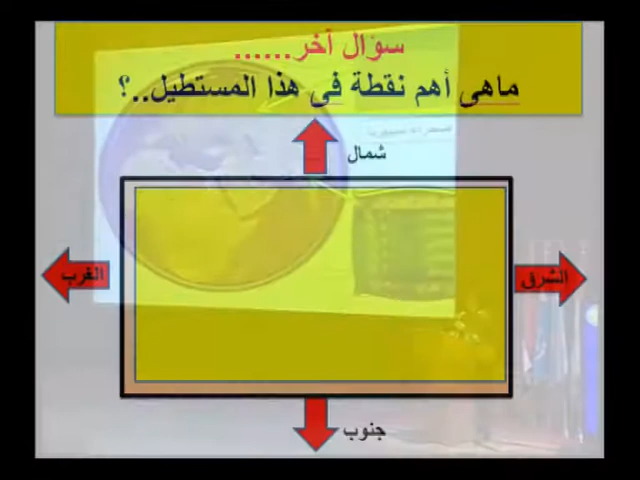 سؤال آخر......
ماهى أهم نقطة فى هذا المستطيل..؟
شمال
الغرب
الشرق
جنوب